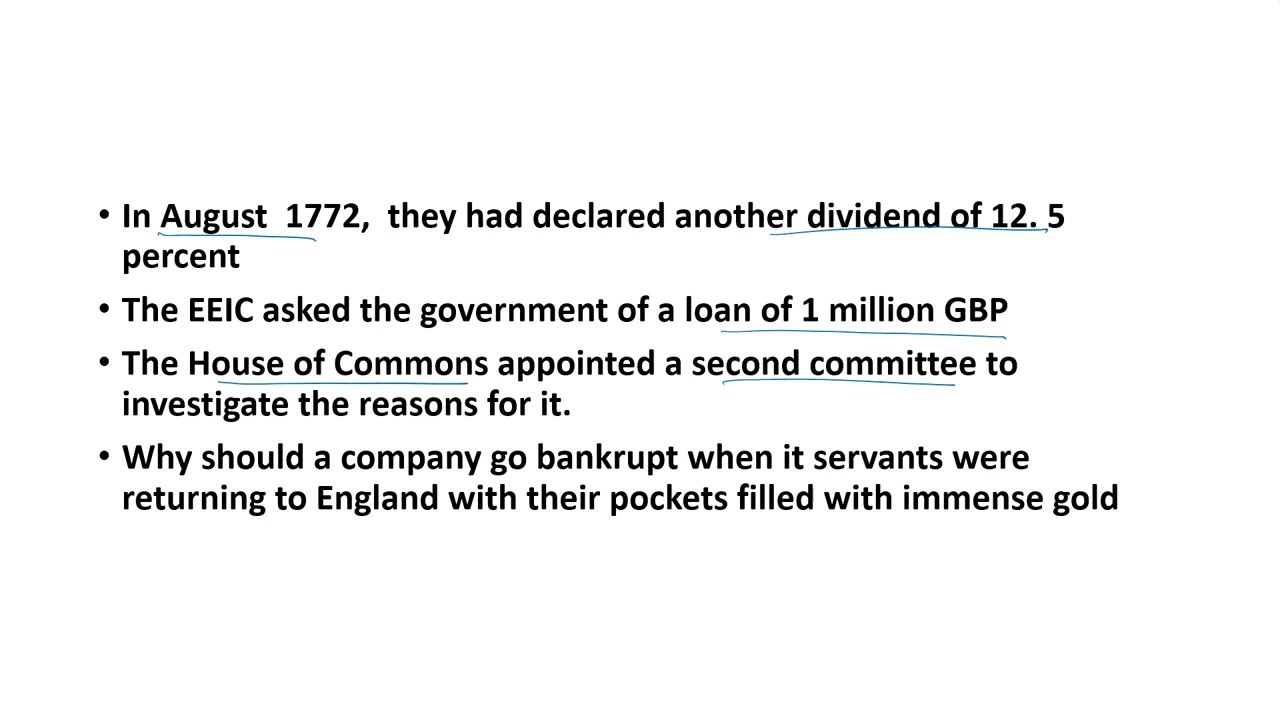 • In August  1772,  they had declared another dividend of 12. 5
percent
• The EEIC asked the government of a loan of 1 million GBP
• The House of Commons appointed a second committee to
investigate the reasons for it.
• Why should a company go bankrupt when it servants were
returning to England with their pockets filled with immense gold